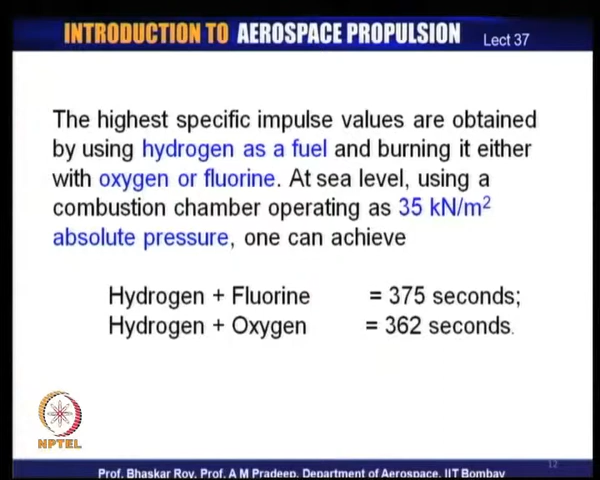 INTRODUCTION TO AEROSPACE PROPULSION Lect 37
The highest specific impulse values are obtained
by using hydrogen as a fuel and burning it either
with oxygen or fluorine. At sea level, using a
combustion chamber operating as 35 kN/m²
absolute pressure, one can achieve
Hydrogen + Fluorine = 375 seconds;
Hydrogen + Oxygen = 362 seconds.
NPTEL
12
Prof. Bhaskar Roy, Prof. A M Pradeep, Department of Aerospace, IIT Bombay